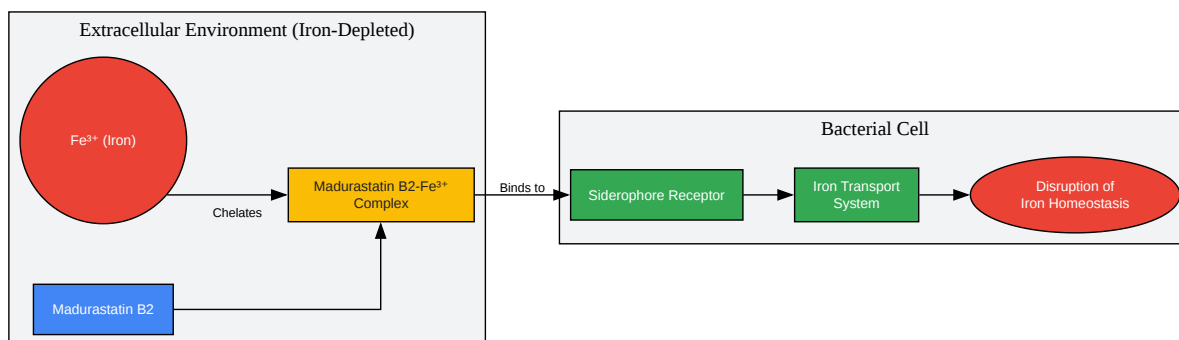 Extracellular Environment (Iron-Depleted)
Fe³⁺ (Iron)
Chelates
Madurastatin B2-Fe³⁺
Complex
Madurastatin B2
Binds to
Bacterial Cell
Siderophore Receptor
Iron Transport
System
Disruption of
Iron Homeostasis